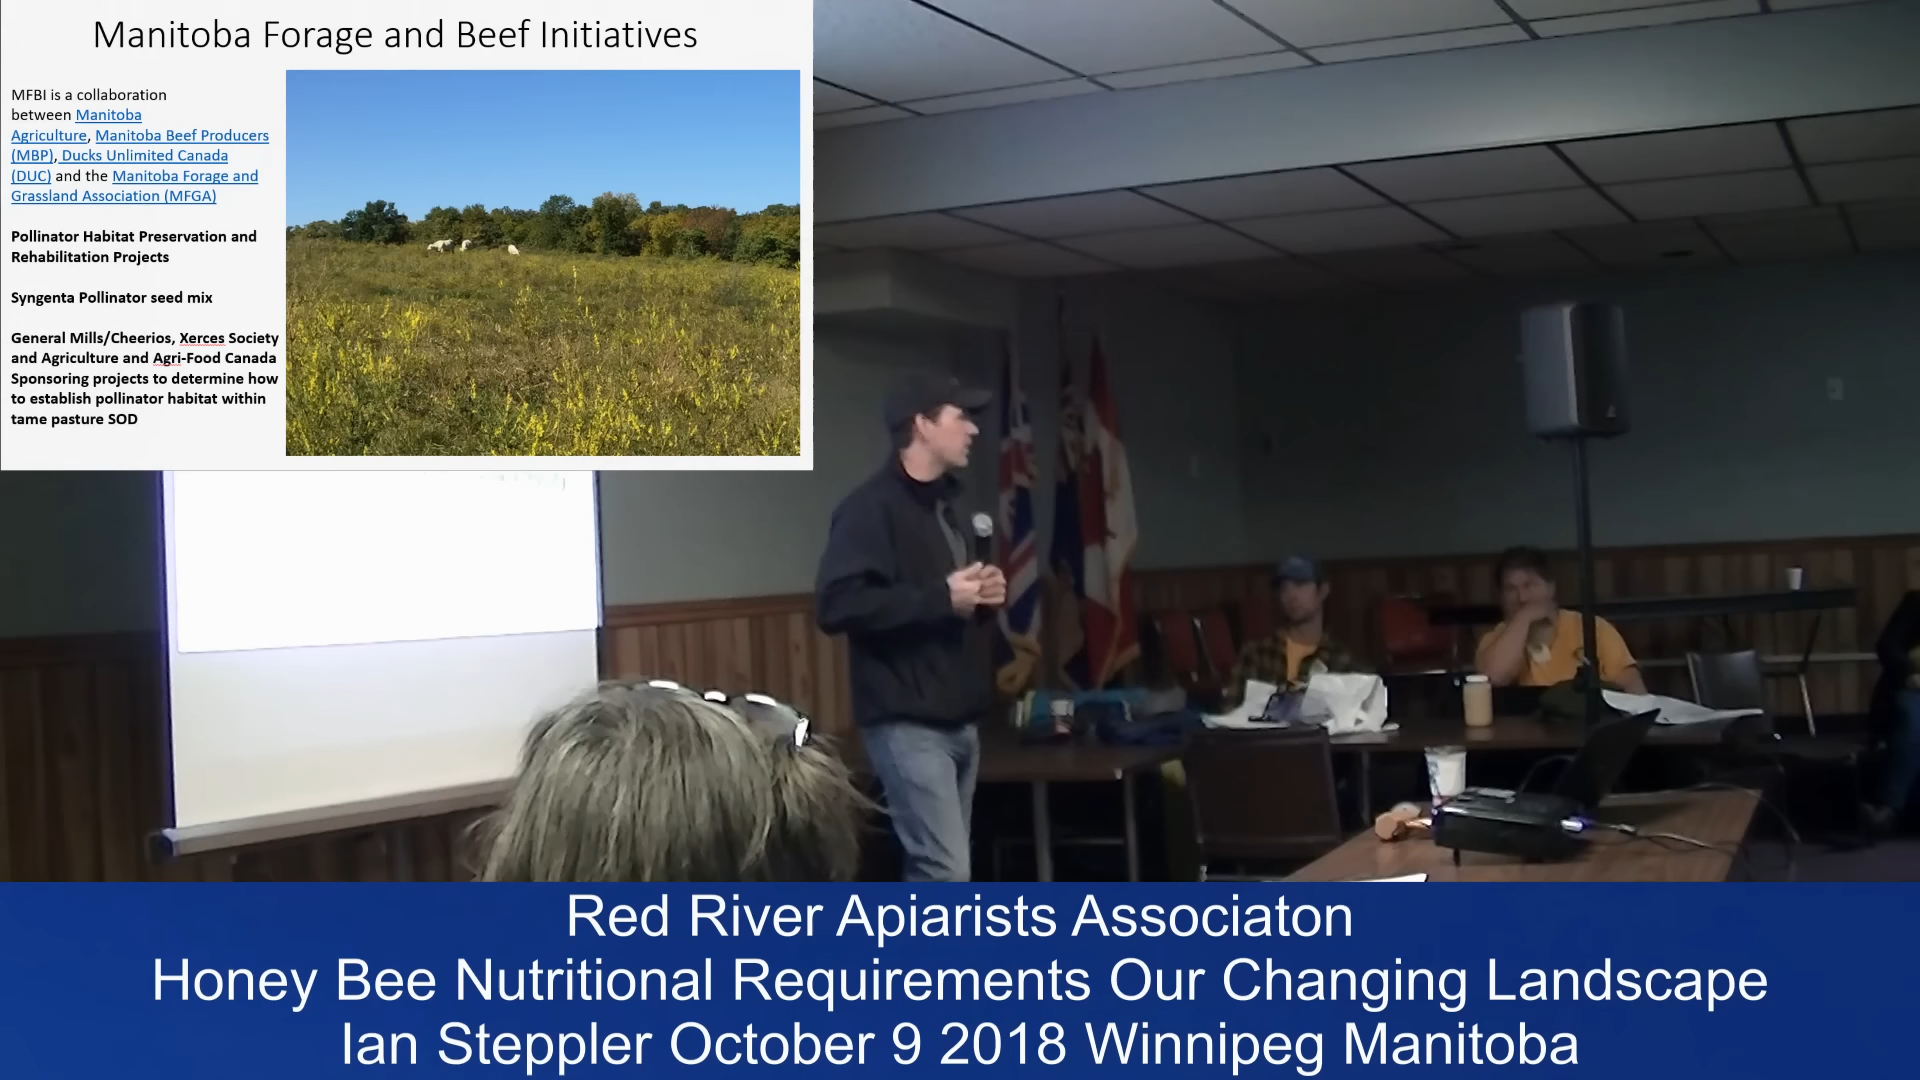 Manitoba Forage and Beef Initiatives
MFBI is a collaboration
between Manitoba
Agriculture, Manitoba Beef Producers
(MBP), Ducks Unlimited Canada
(DUC) and the Manitoba Forage and
Grassland Association (MFGA)
Pollinator Habitat Preservation and
Rehabilitation Projects
Syngenta Pollinator seed mix
General Mills/Cheerios, Xerces Society
and Agriculture and Agri-Food Canada
Sponsoring projects to determine how
to establish pollinator habitat within
tame pasture SOD
Red River Apiarists Associaton
Honey Bee Nutritional Requirements Our Changing Landscape
Ian Steppler October 9 2018 Winnipeg Manitoba